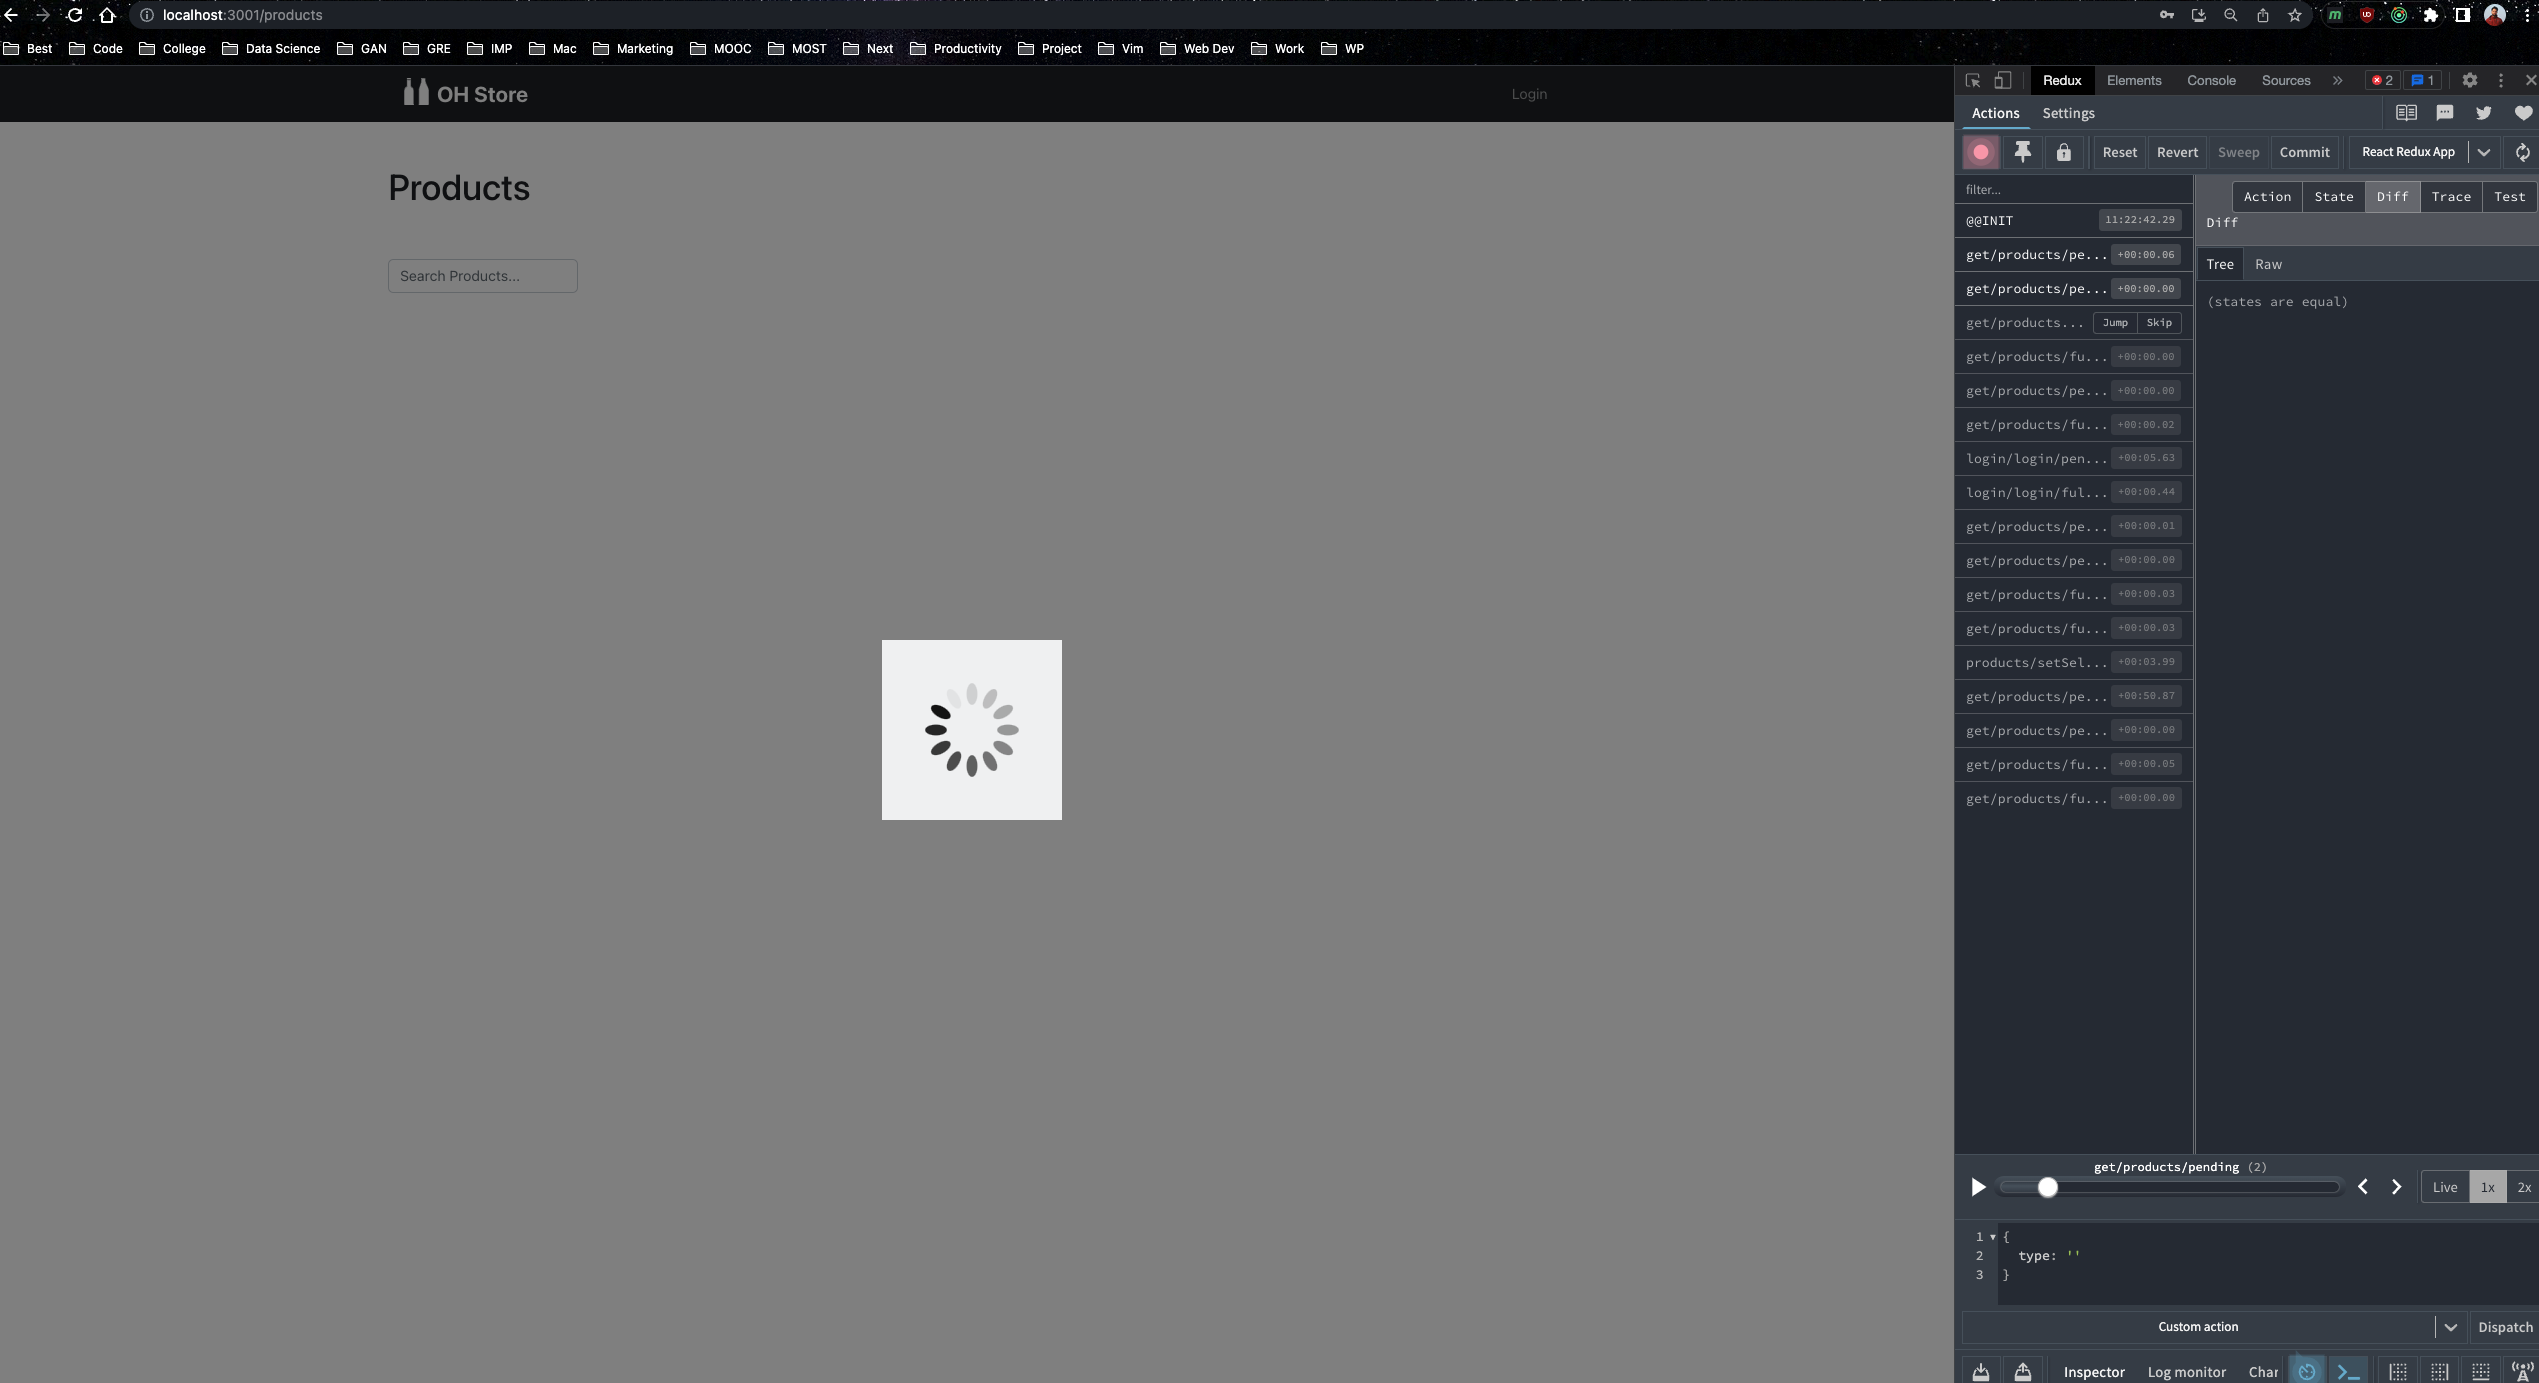 localhost:3001/products
Best Code College Data Science GAN GRE IMP Mac Marketing MOOC MOST Next Productivity Project Vim Web Dev Work WP
OH Store
Login
Products
Search Products...
Redux Elements Console Sources » 2 1
Actions Settings
Reset Revert Sweep Commit React Redux App
filter...
@@INIT 11:22:42.29
get/products/pe... +00:00.06
get/products/pe... +00:00.00
get/products... Jump Skip
get/products/fu... +00:00.00
get/products/pe... +00:00.00
get/products/fu... +00:00.02
login/login/pen... +00:05.63
login/login/ful... +00:00.44
get/products/pe... +00:00.01
get/products/pe... +00:00.00
get/products/fu... +00:00.03
get/products/fu... +00:00.03
products/setSel... +00:03.99
get/products/pe... +00:50.87
get/products/pe... +00:00.00
get/products/fu... +00:00.05
get/products/fu... +00:00.00
Action State Diff Trace Test
Diff
Tree Raw
(states are equal)
get/products/pending (2)
Live 1x 2x
1 {
2 type: ''
3 }
Custom action
Dispatch
Inspector Log monitor Char